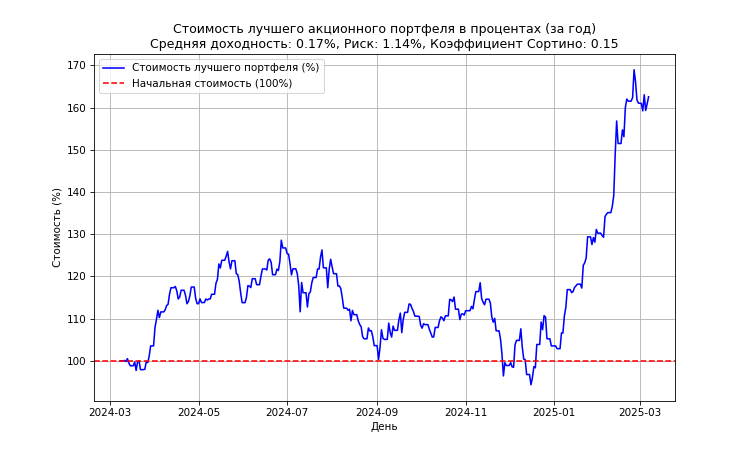 Стоимость лучшего акционного портфеля в процентах (за год)
Средняя доходность: 0.17%, Риск: 1.14%, Коэффициент Сортино: 0.15
Стоимость лучшего портфеля (%)
Начальная стоимость (100%)
Стоимость (%)
170
160
150
140
130
120
110
100
2024-03
2024-05
2024-07
2024-09
2024-11
2025-01
2025-03
День